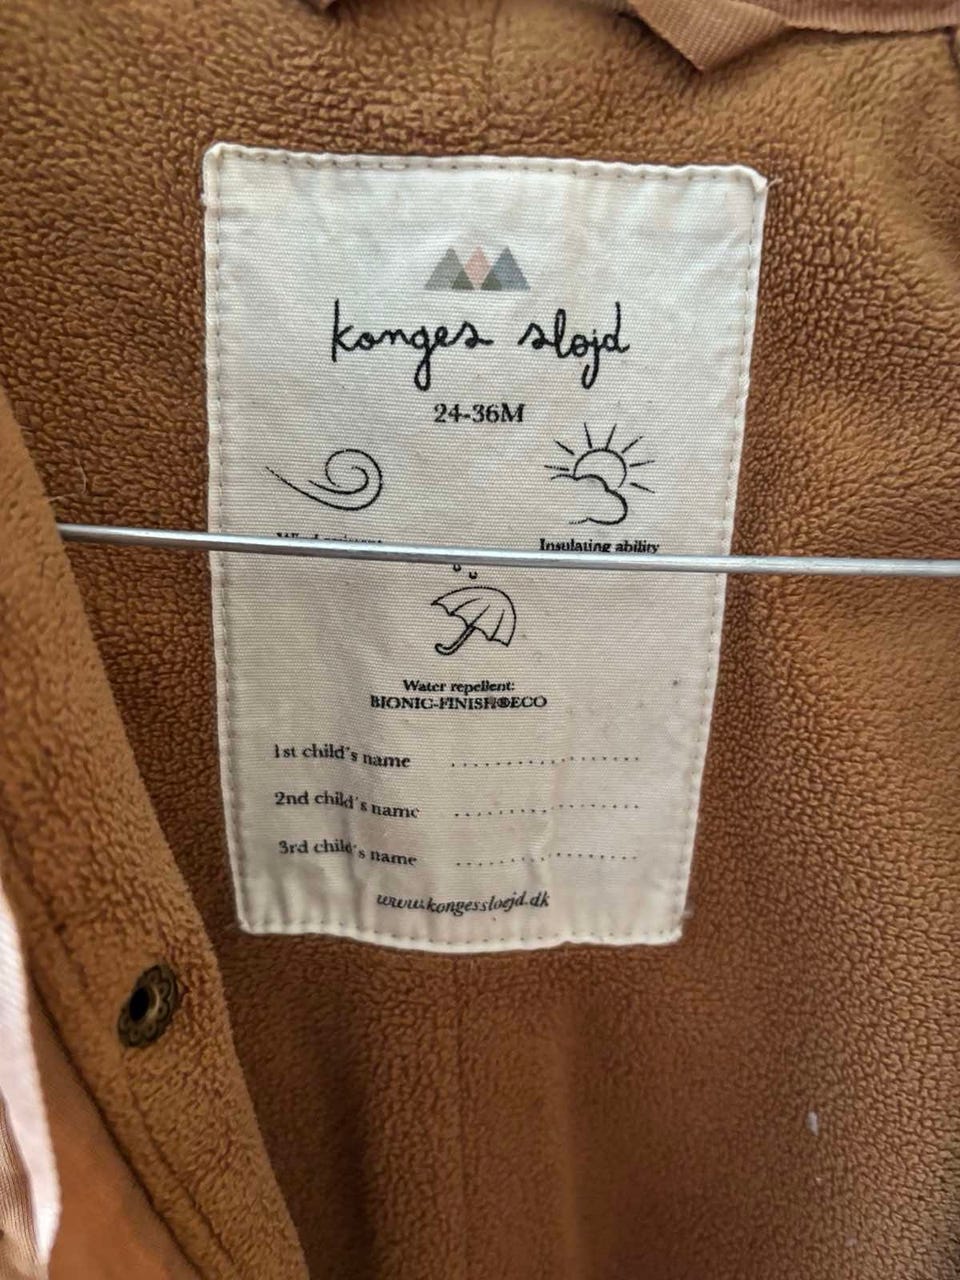 konges sløjd
24-36M
Insulating ability
Water repellent:
BIONIC-FINISH®ECO
1st child's name ..................
2nd child's name ..................
3rd child's name ..................
www.kongessloejd.dk